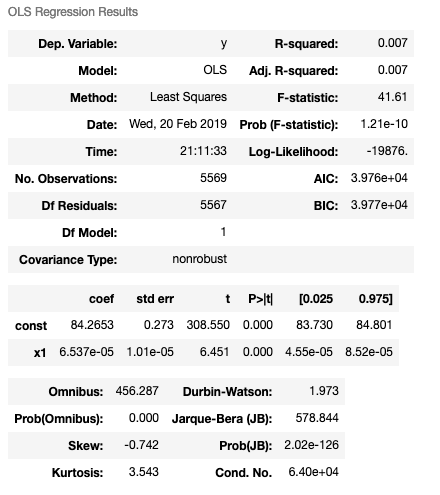 OLS Regression Results
Dep. Variable: y R-squared: 0.007
Model: OLS Adj. R-squared: 0.007
Method: Least Squares F-statistic: 41.61
Date: Wed, 20 Feb 2019 Prob (F-statistic): 1.21e-10
Time: 21:11:33 Log-Likelihood: -19876.
No. Observations: 5569 AIC: 3.976e+04
Df Residuals: 5567 BIC: 3.977e+04
Df Model: 1
Covariance Type: nonrobust
coef std err t P>|t| [0.025 0.975]
const 84.2653 0.273 308.550 0.000 83.730 84.801
x1 6.537e-05 1.01e-05 6.451 0.000 4.55e-05 8.52e-05
Omnibus: 456.287 Durbin-Watson: 1.973
Prob(Omnibus): 0.000 Jarque-Bera (JB): 578.844
Skew: -0.742 Prob(JB): 2.02e-126
Kurtosis: 3.543 Cond. No. 6.40e+04